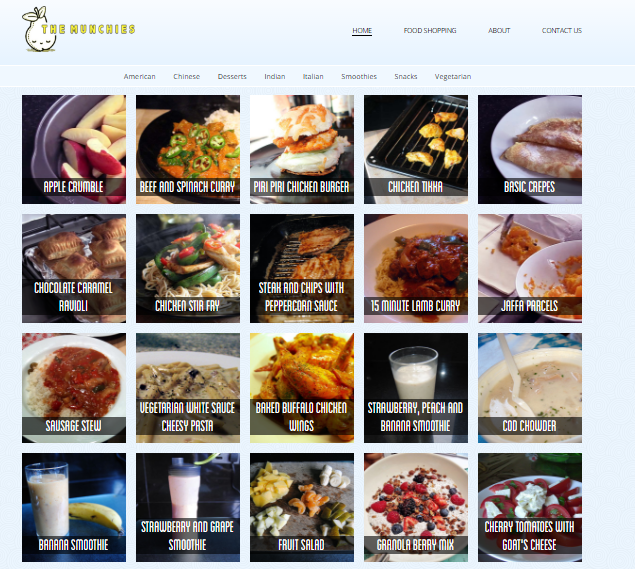 THE MUNCHIES
HOME FOOD SHOPPING ABOUT CONTACT US
American Chinese Desserts Indian Italian Smoothies Snacks Vegetarian
APPLE CRUMBLE
BEEF AND SPINACH CURRY
PIRI PIRI CHICKEN BURGER
CHICKEN TIKKA
BASIC CREPES
CHOCOLATE CARAMEL
RAVIOLI
CHICKEN STIR FRY
STEAK AND CHIPS WITH
PEPPERCORN SAUCE
15 MINUTE LAMB CURRY
JAFFA PARCELS
SAUSAGE STEW
VEGETARIAN WHITE SAUCE
CHEESY PASTA
BAKED BUFFALO CHICKEN
WINGS
STRAWBERRY, PEACH AND
BANANA SMOOTHIE
COD CHOWDER
BANANA SMOOTHIE
STRAWBERRY AND GRAPE
SMOOTHIE
FRUIT SALAD
GRANOLA BERRY MIX
CHERRY TOMATOES WITH
GOAT'S CHEESE